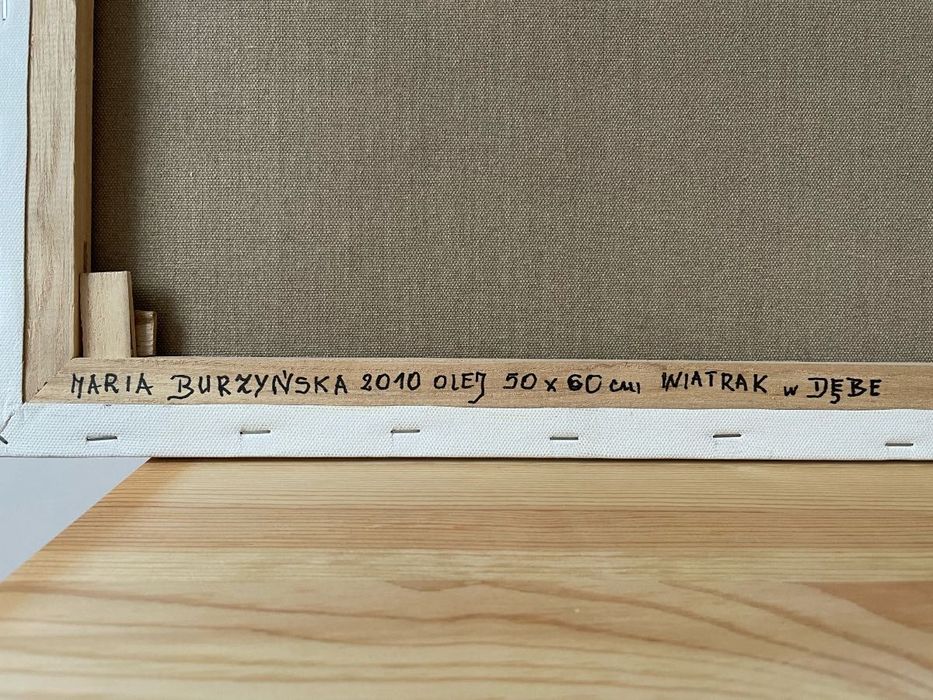 MARIA BURZYŃSKA 2010 OLEJ 50 x 60 cm WIATRAK w DĘBE